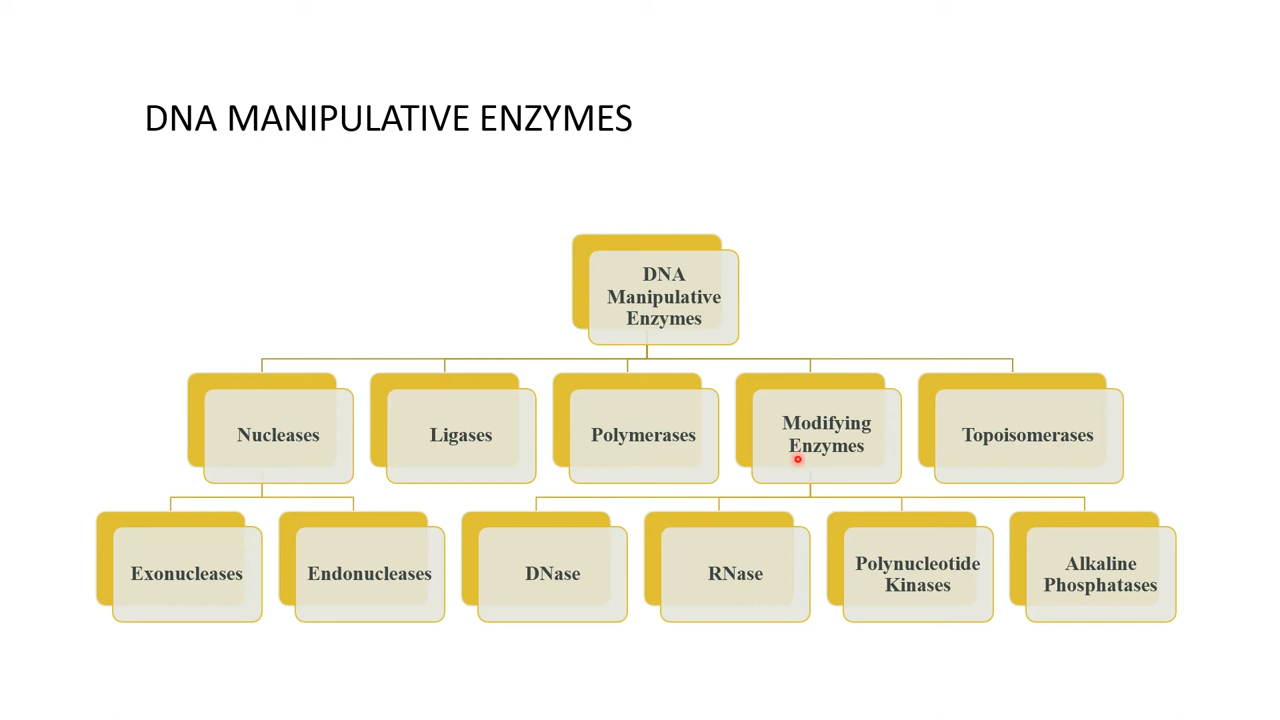 DNA MANIPULATIVE ENZYMES
DNA
Manipulative
Enzymes
Nucleases
Ligases
Polymerases
Modifying
Enzymes
Topoisomerases
Exonucleases
Endonucleases
DNase
RNase
Polynucleotide
Kinases
Alkaline
Phosphatases